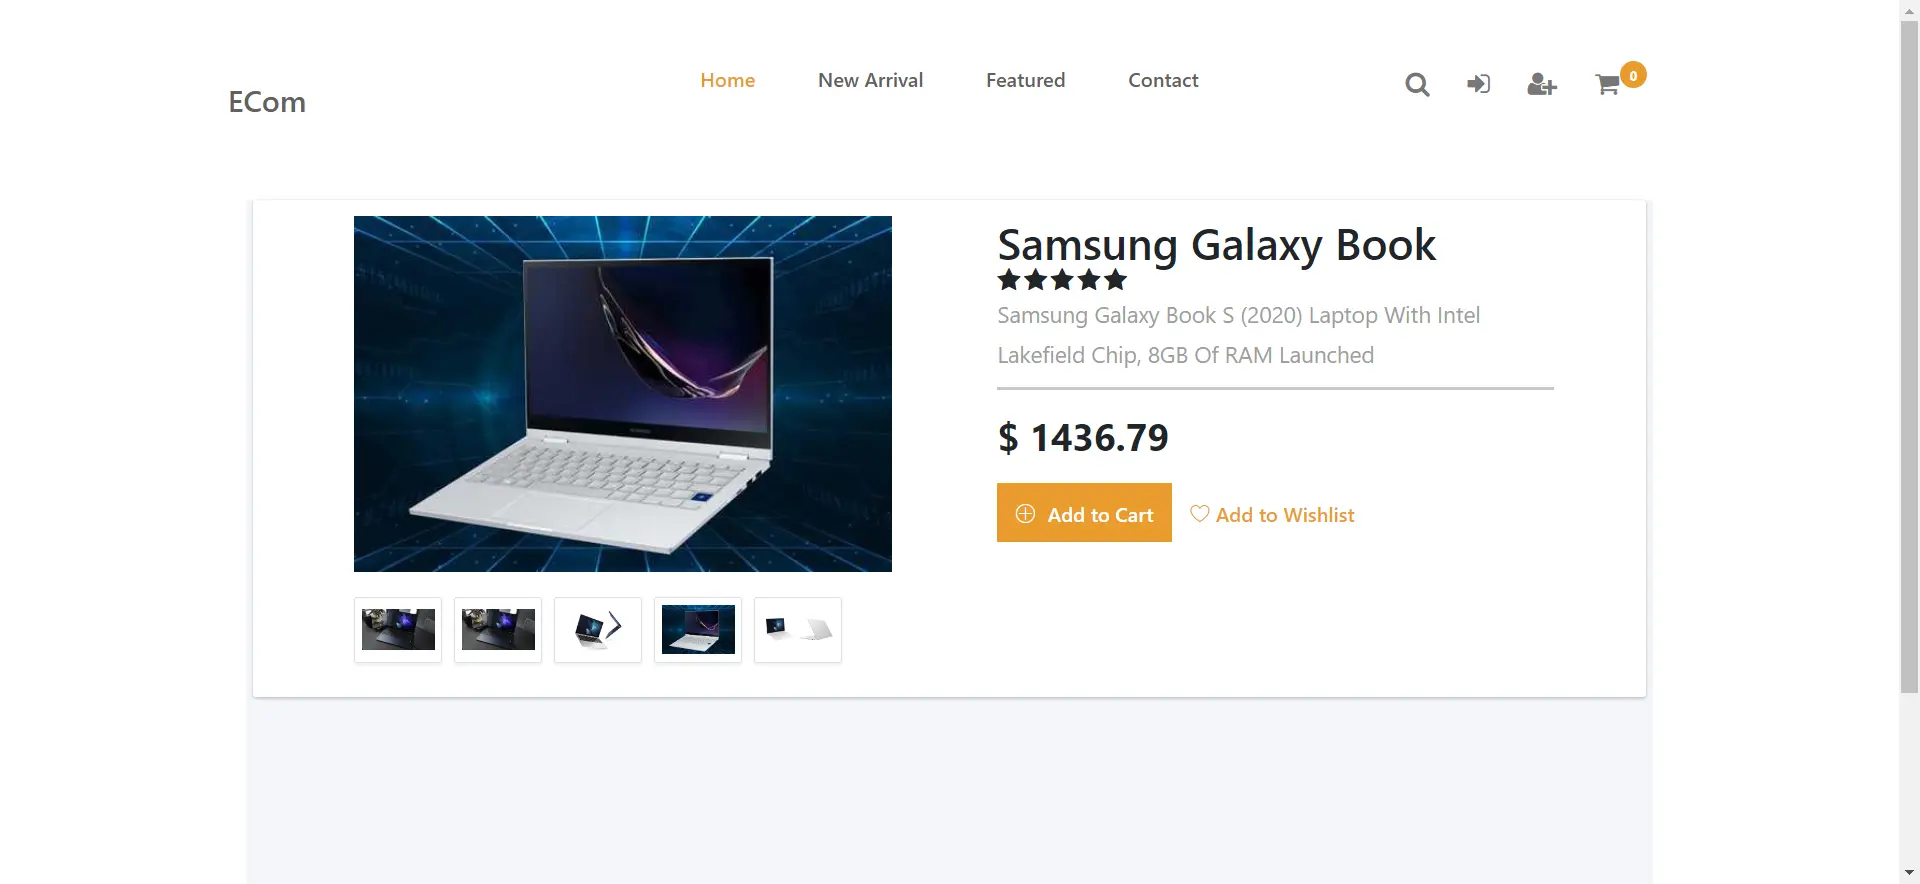 ECom
Home
New Arrival
Featured
Contact
0
Samsung Galaxy Book
Samsung Galaxy Book S (2020) Laptop With Intel
Lakefield Chip, 8GB Of RAM Launched
$ 1436.79
Add to Cart
Add to Wishlist